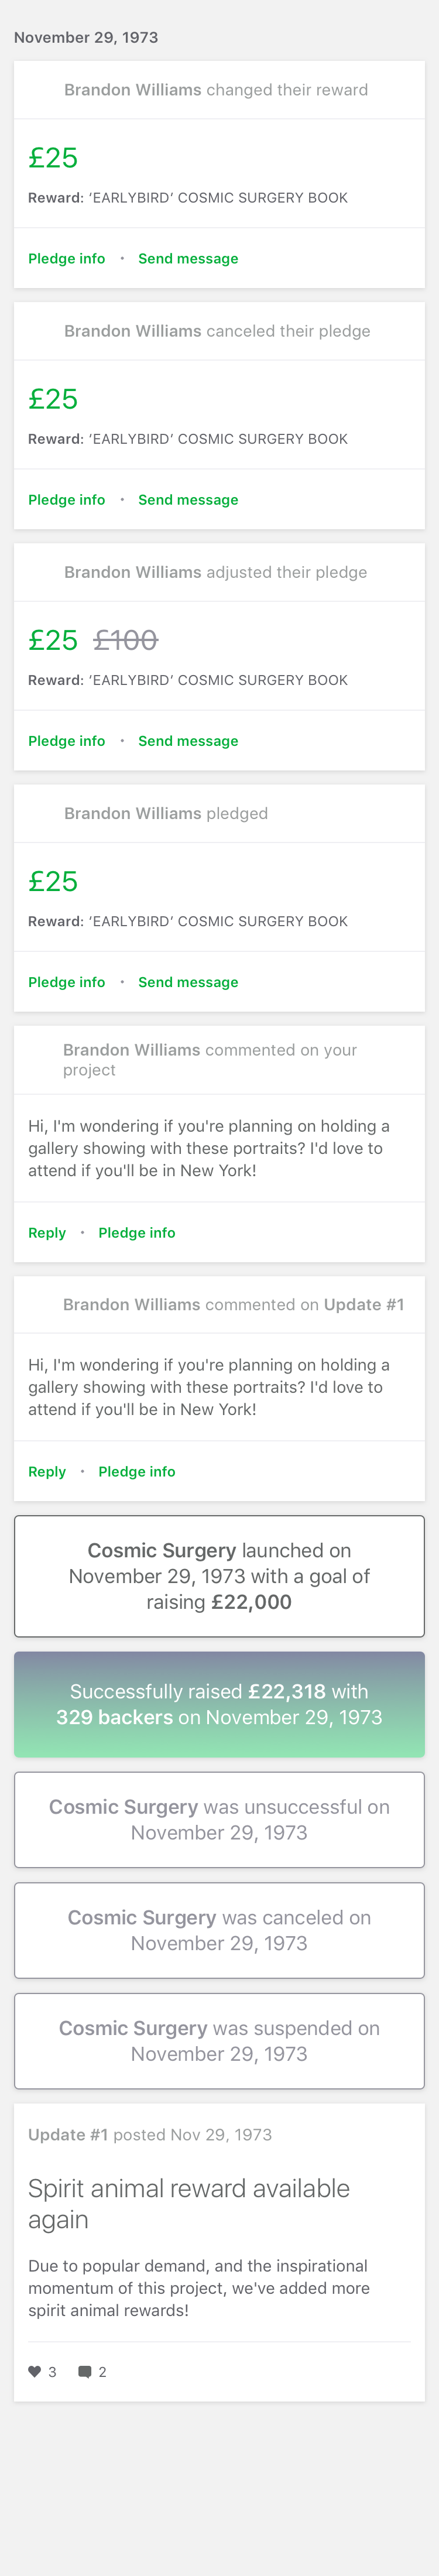 November 29, 1973
Brandon Williams changed their reward
£25
Reward: ‘EARLYBIRD’ COSMIC SURGERY BOOK
Pledge info • Send message
Brandon Williams canceled their pledge
£25
Reward: ‘EARLYBIRD’ COSMIC SURGERY BOOK
Pledge info • Send message
Brandon Williams adjusted their pledge
£25 £100
Reward: ‘EARLYBIRD’ COSMIC SURGERY BOOK
Pledge info • Send message
Brandon Williams pledged
£25
Reward: ‘EARLYBIRD’ COSMIC SURGERY BOOK
Pledge info • Send message
Brandon Williams commented on your
project
Hi, I'm wondering if you're planning on holding a
gallery showing with these portraits? I'd love to
attend if you'll be in New York!
Reply • Pledge info
Brandon Williams commented on Update #1
Hi, I'm wondering if you're planning on holding a
gallery showing with these portraits? I'd love to
attend if you'll be in New York!
Reply • Pledge info
Cosmic Surgery launched on
November 29, 1973 with a goal of
raising £22,000
Successfully raised £22,318 with
329 backers on November 29, 1973
Cosmic Surgery was unsuccessful on
November 29, 1973
Cosmic Surgery was canceled on
November 29, 1973
Cosmic Surgery was suspended on
November 29, 1973
Update #1 posted Nov 29, 1973
Spirit animal reward available
again
Due to popular demand, and the inspirational
momentum of this project, we've added more
spirit animal rewards!
3 2